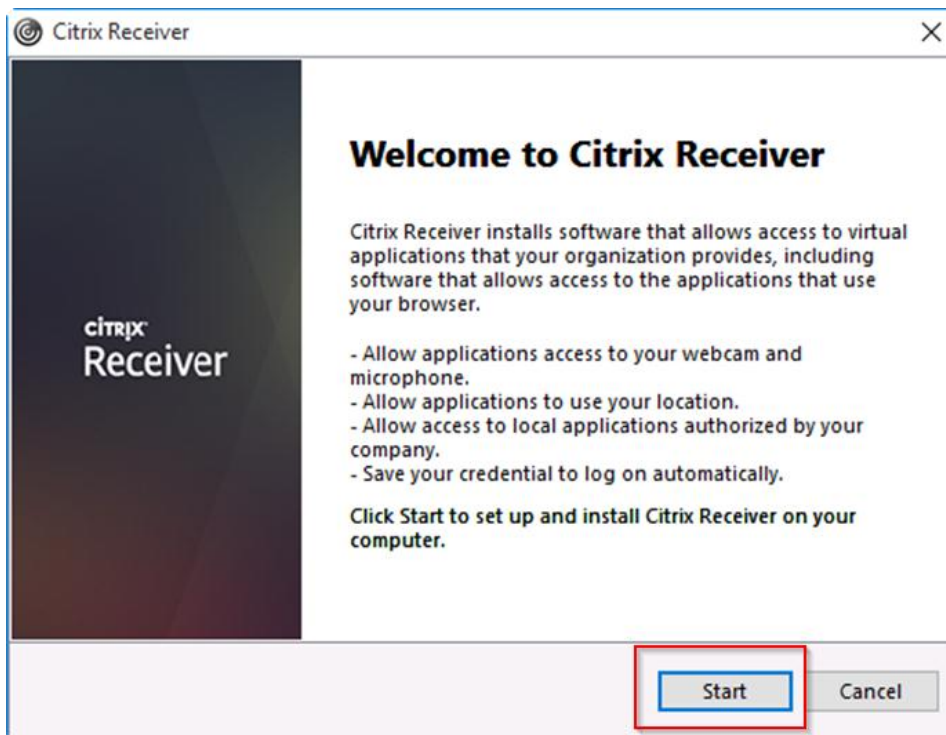 Citrix Receiver
Welcome to Citrix Receiver
Citrix Receiver installs software that allows access to virtual
applications that your organization provides, including
software that allows access to the applications that use
your browser.
- Allow applications access to your webcam and
microphone.
- Allow applications to use your location.
- Allow access to local applications authorized by your
company.
- Save your credential to log on automatically.
Click Start to set up and install Citrix Receiver on your
computer.
CİTRIX
Receiver
Start Cancel